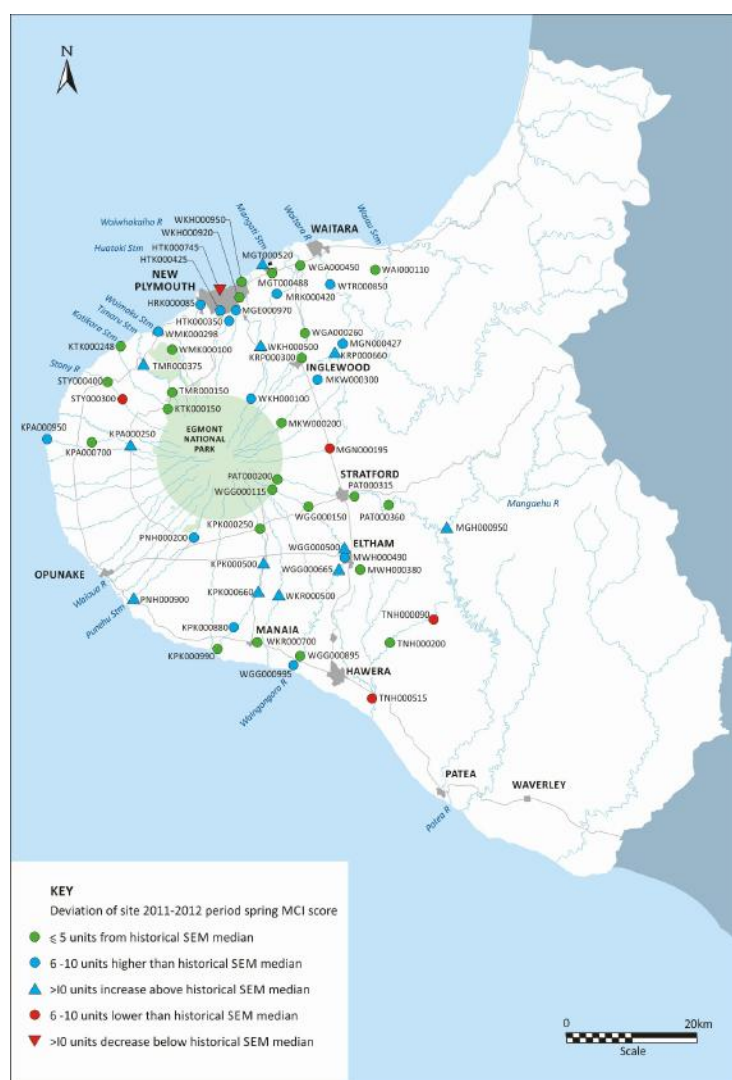 N
Waiwhakaiho R
WKH000950
WKH000920
Mangati Stm
Waitara R
WAITARA
Waiau Stm
Huatoki Stm
HTK000745
HTK000425
MGT000520
WGA000450
WAI000110
NEW
PLYMOUTH
MGT000488
WTR000850
MRK000420
HRK000085
MGE000970
HTK000350
Waimoku Stm
Timaru Stm
Katikara Stm
WMK000298
WGA000260
MGN000427
KTK000248
WMK000100
WKH000500
KRP000300
KRP000660
TMR000375
INGLEWOOD
Stony R
STY000400
MKW000300
TMR000150
STY000300
WKH000100
KTK000150
KPA000950
KPA000250
EGMONT
NATIONAL
PARK
MKW000200
KPA000700
MGN000195
PAT000200
STRATFORD
WGG000115
PAT000315
Mangaehu R
WGG000150
PAT000360
KPK000250
MGH000950
PNH000200
ELTHAM
WGG000500
MWH000490
OPUNAKE
KPK000500
WGG000665
MWH000380
Waiaua R
Punehu Stm
PNH000900
KPK000660
WKR000500
TNH000090
KPK000880
MANAIA
WKR000700
TNH000200
KPK000990
WGG000895
HAWERA
WGG000995
Waingongoro R
TNH000515
PATEA
WAVERLEY
Patea R
KEY
Deviation of site 2011-2012 period spring MCI score
⩽ 5 units from historical SEM median
6 -10 units higher than historical SEM median
>10 units increase above historical SEM median
6 -10 units lower than historical SEM median
>10 units decrease below historical SEM median
0 20km
Scale